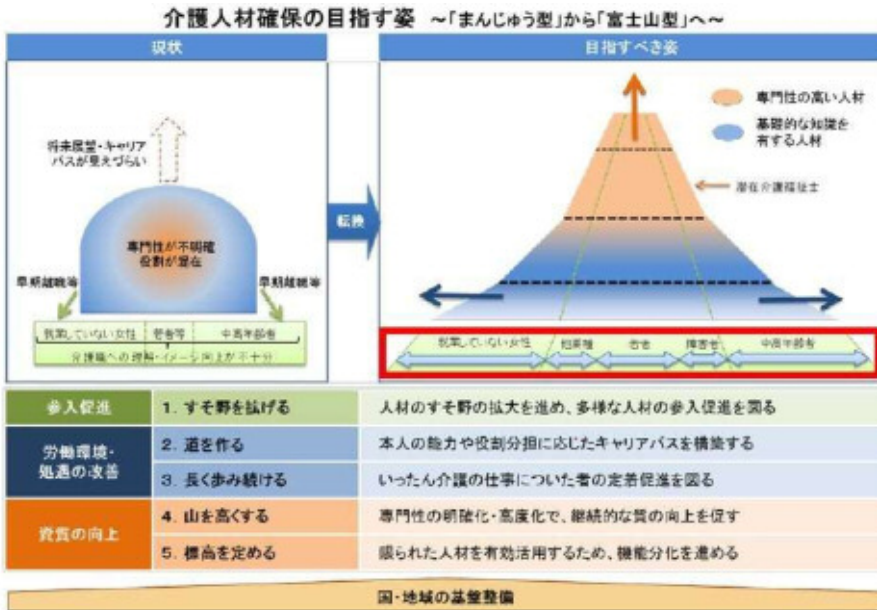 介護人材確保の目指す姿 ～「まんじゅう型」から「富士山型」へ～
現状
将来展望・キャリア
パスが見えづらい
専門性が不明確
役割が混在
早期離職等
早期離職等
就業していない女性
若者等
中高年齢者
介護職への理解・イメージ向上が不十分
転換
目指すべき姿
専門性の高い人材
基礎的な知識を
有する人材
潜在介護福祉士
就業していない女性
他業種
若者
障害者
中高年齢者
参入促進
1. すそ野を拡げる
人材のすそ野の拡大を進め、多様な人材の参入促進を図る
労働環境・
処遇の改善
2. 道を作る
本人の能力や役割分担に応じたキャリアパスを構築する
3. 長く歩み続ける
いったん介護の仕事についた者の定着促進を図る
資質の向上
4. 山を高くする
専門性の明確化・高度化で、継続的な質の向上を促す
5. 標高を定める
限られた人材を有効活用するため、機能分化を進める
国・地域の基盤整備